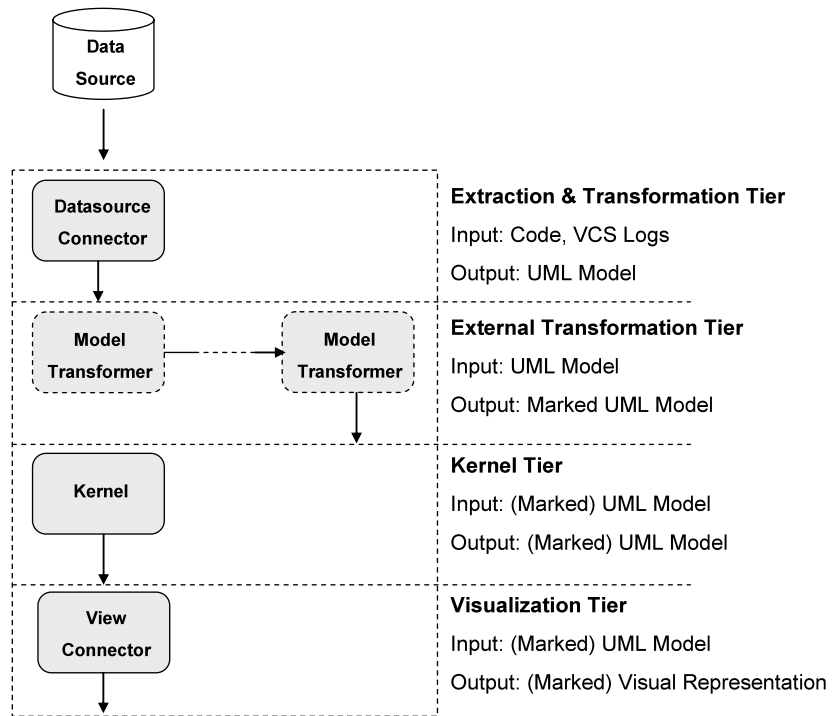 Data
Source
Datasource
Connector
Extraction & Transformation Tier
Input: Code, VCS Logs
Output: UML Model
Model
Transformer
Model
Transformer
External Transformation Tier
Input: UML Model
Output: Marked UML Model
Kernel
Kernel Tier
Input: (Marked) UML Model
Output: (Marked) UML Model
View
Connector
Visualization Tier
Input: (Marked) UML Model
Output: (Marked) Visual Representation